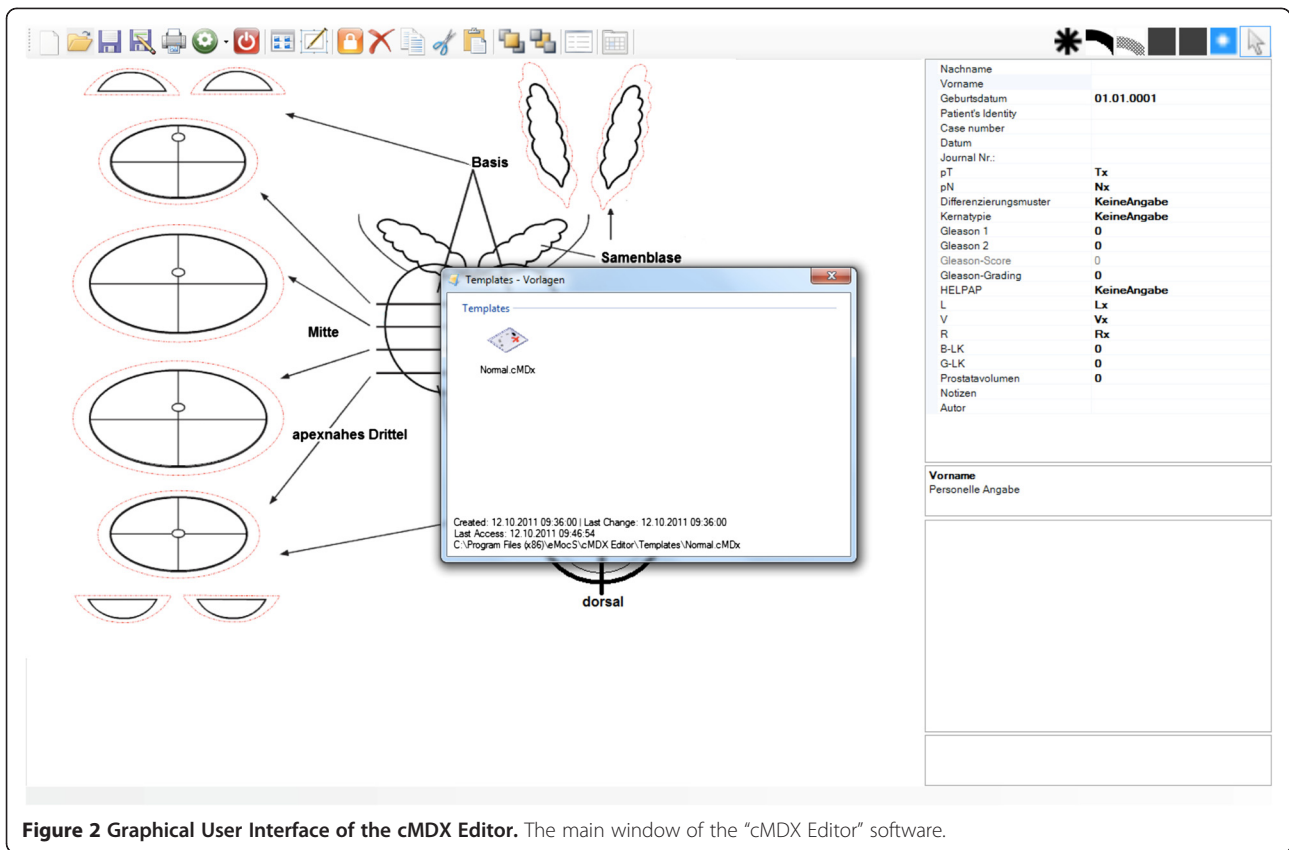 Basis
Samenblase
Mitte
apexnahes Drittel
dorsal
Templates - Vorlagen
Templates
Normal.cMDx
Created: 12.10.2011 09:36:00 | Last Change: 12.10.2011 09:36:00
Last Access: 12.10.2011 09:46:54
C:\Program Files (x86)\eMocS\cMDX Editor\Templates\Normal.cMDx
Nachname
Vorname
Geburtsdatum 01.01.0001
Patient's Identity
Case number
Datum
Journal Nr.:
pT Tx
pN Nx
Differenzierungsmuster KeineAngabe
Kernatypie KeineAngabe
Gleason 1 0
Gleason 2 0
Gleason-Score 0
Gleason-Grading 0
HELPAP KeineAngabe
L Lx
V Vx
R Rx
B-LK 0
G-LK 0
Prostatavolumen 0
Notizen
Autor
Vorname
Personelle Angabe
Figure 2 Graphical User Interface of the cMDX Editor. The main window of the “cMDX Editor” software.